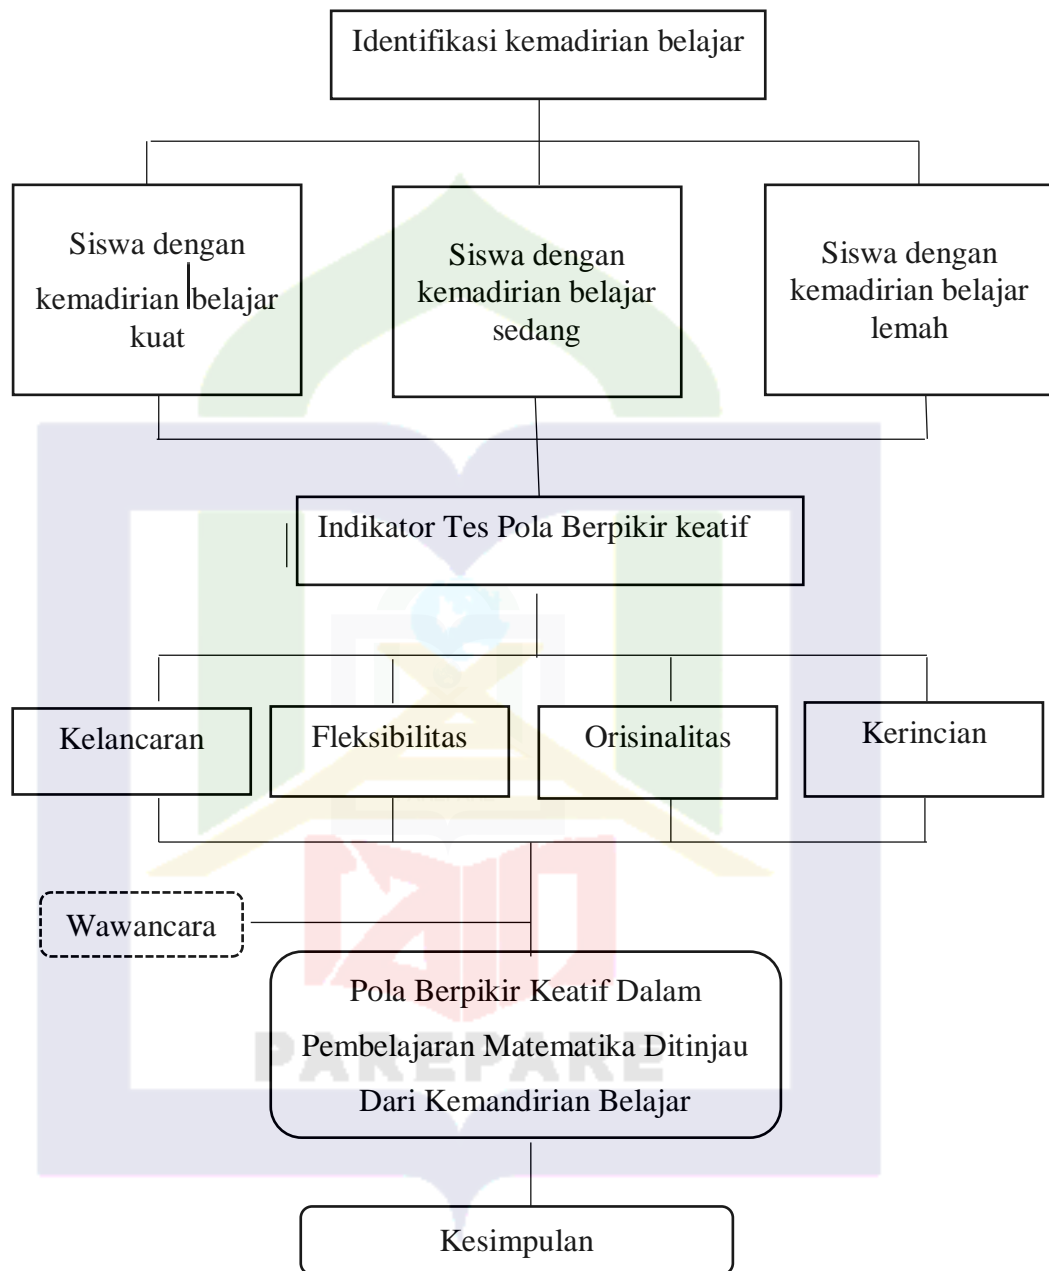 Identifikasi kemadirian belajar
Siswa dengan
kemadirian belajar
kuat
Siswa dengan
kemadirian belajar
sedang
Siswa dengan
kemadirian belajar
lemah
Indikator Tes Pola Berpikir keatif
Kelancaran
Fleksibilitas
Orisinalitas
Kerincian
Wawancara
Pola Berpikir Keatif Dalam
Pembelajaran Matematika Ditinjau
Dari Kemandirian Belajar
PAREPARE
Kesimpulan